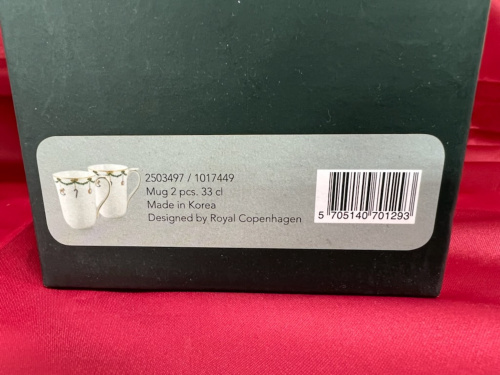 2503497 / 1017449
Mug 2 pcs. 33 cl
Made in Korea
Designed by Royal Copenhagen
5 705140 701293